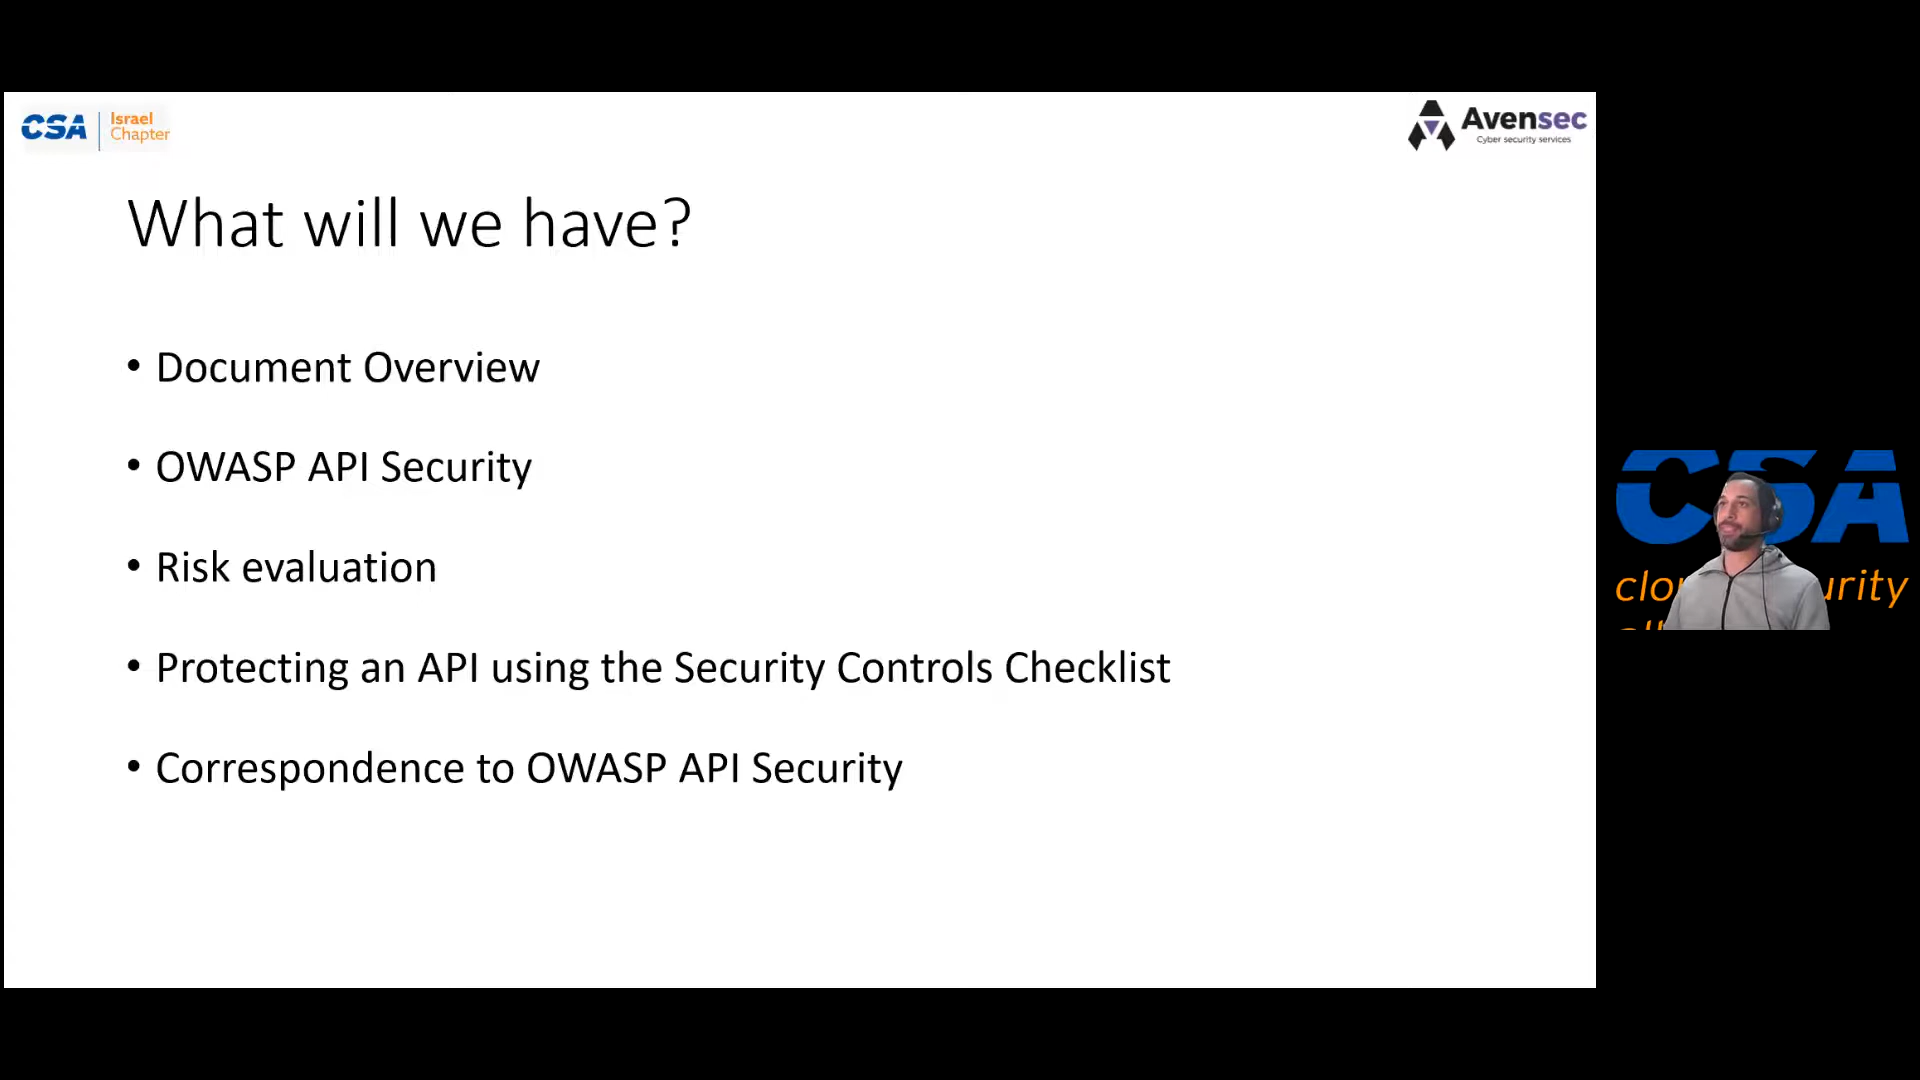 CSA
Israel
Chapter
Avensec
Cyber security services
What will we have?
• Document Overview
• OWASP API Security
• Risk evaluation
• Protecting an API using the Security Controls Checklist
• Correspondence to OWASP API Security
CSA